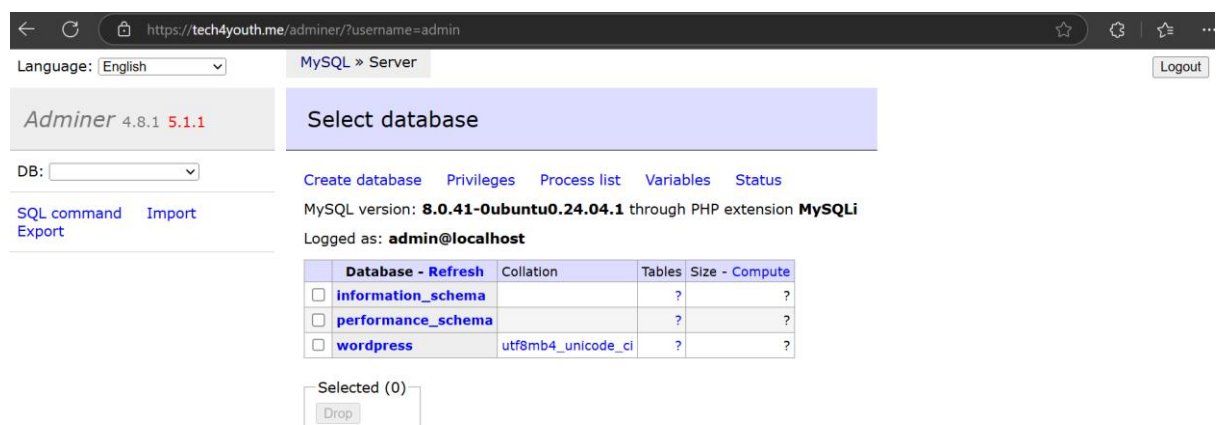 https://tech4youth.me/adminer/?username=admin
Language: English
MySQL » Server
Logout
Adminer 4.8.1 5.1.1
Select database
DB:
SQL command Import
Export
Create database Privileges Process list Variables Status
MySQL version: 8.0.41-0ubuntu0.24.04.1 through PHP extension MySQLi
Logged as: admin@localhost
Database - Refresh Collation Tables Size - Compute
information_schema ? ?
performance_schema ? ?
wordpress utf8mb4_unicode_ci ? ?
Selected (0)
Drop